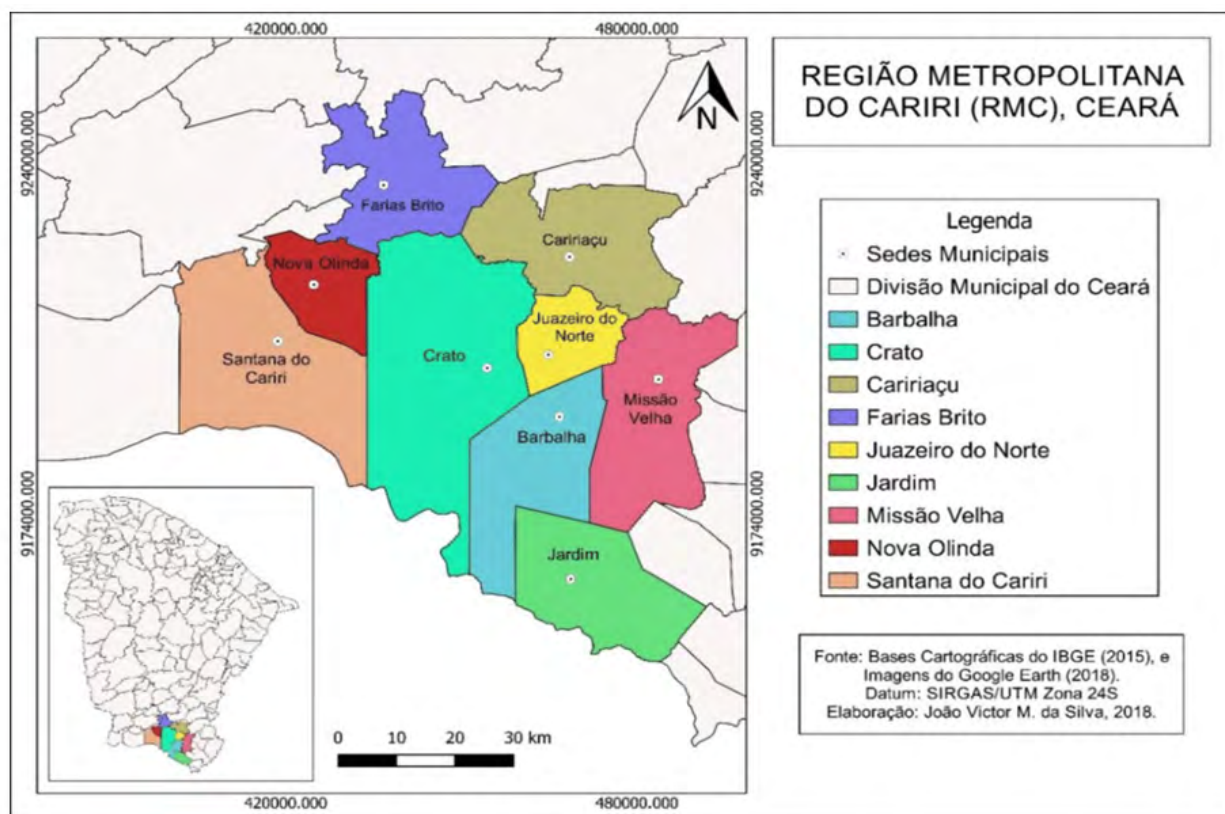 420000.000
480000.000
9240000.000
9240000.000
N
Farias Brito
Caririaçu
Nova Olinda
Juazeiro do
Norte
Santana do
Cariri
Crato
Missão
Velha
Barbalha
Jardim
9174000.000
9174000.000
0
10
20
30 km
420000.000
480000.000
REGIÃO METROPOLITANA
DO CARIRI (RMC), CEARÁ
Legenda
Sedes Municipais
Divisão Municipal do Ceará
Barbalha
Crato
Caririaçu
Farias Brito
Juazeiro do Norte
Jardim
Missão Velha
Nova Olinda
Santana do Cariri
Fonte: Bases Cartográficas do IBGE (2015), e
Imagens do Google Earth (2018).
Datum: SIRGAS/UTM Zona 24S
Elaboração: João Victor M. da Silva, 2018.